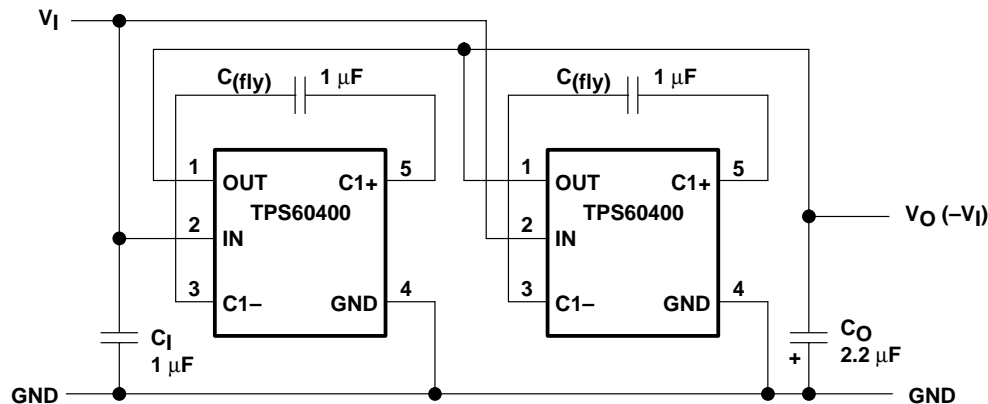 VI
C(fly) 1 μF
C(fly) 1 μF
1 OUT C1+ 5
TPS60400
2 IN
3 C1– GND 4
1 OUT C1+ 5
TPS60400
2 IN
3 C1– GND 4
VO (–VI)
CI
1 μF
CO
+ 2.2 μF
GND
GND